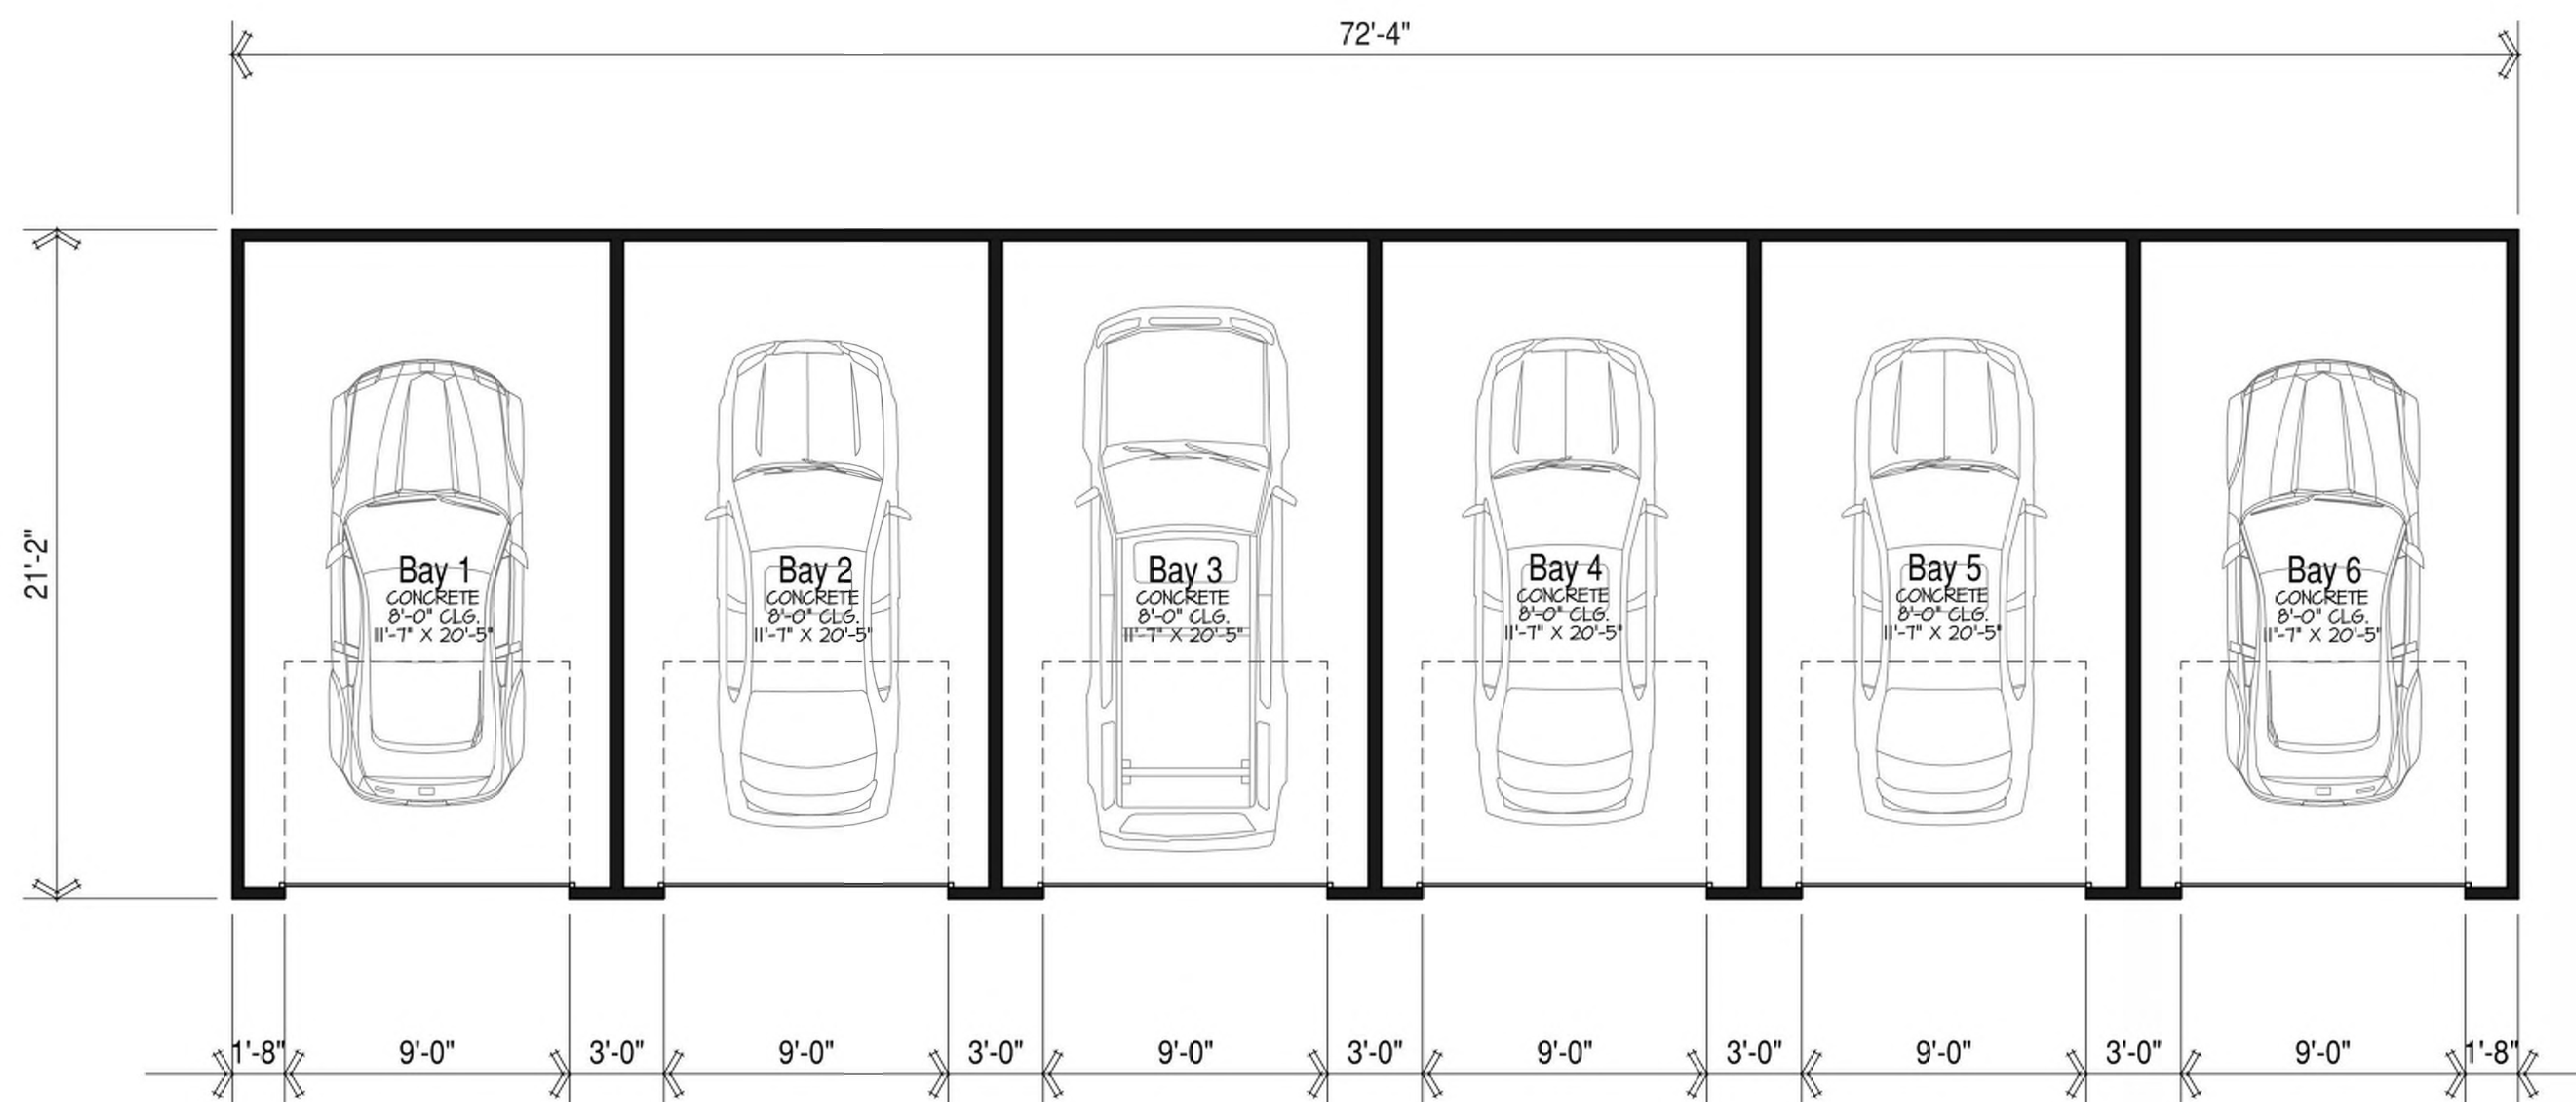 72'-4"
21'-2"
Bay 1
CONCRETE
8'-0" CLG.
11'-7" X 20'-5"
Bay 2
CONCRETE
8'-0" CLG.
11'-7" X 20'-5"
Bay 3
CONCRETE
8'-0" CLG.
11'-7" X 20'-5"
Bay 4
CONCRETE
8'-0" CLG.
11'-7" X 20'-5"
Bay 5
CONCRETE
8'-0" CLG.
11'-7" X 20'-5"
Bay 6
CONCRETE
8'-0" CLG.
11'-7" X 20'-5"
1'-8" 9'-0" 3'-0" 9'-0" 3'-0" 9'-0" 3'-0" 9'-0" 3'-0" 9'-0" 3'-0" 9'-0" 1'-8"